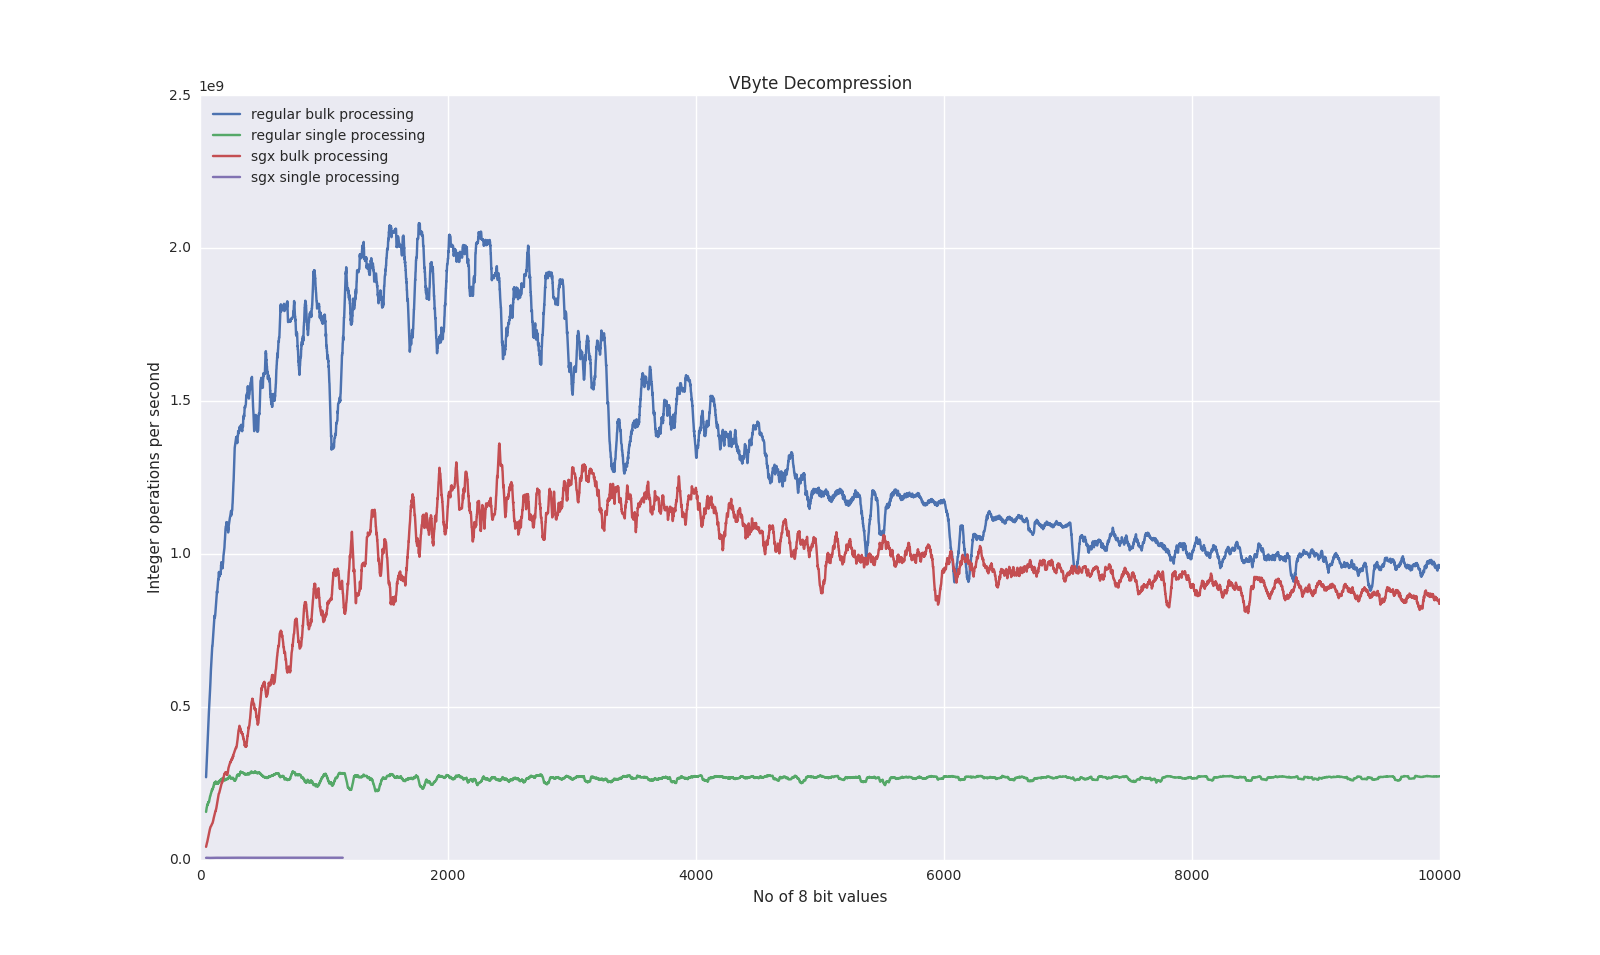 VByte Decompression
1e9
2.5
2.0
1.5
1.0
0.5
0.0
Integer operations per second
regular bulk processing
regular single processing
sgx bulk processing
sgx single processing
0 2000 4000 6000 8000 10000
No of 8 bit values